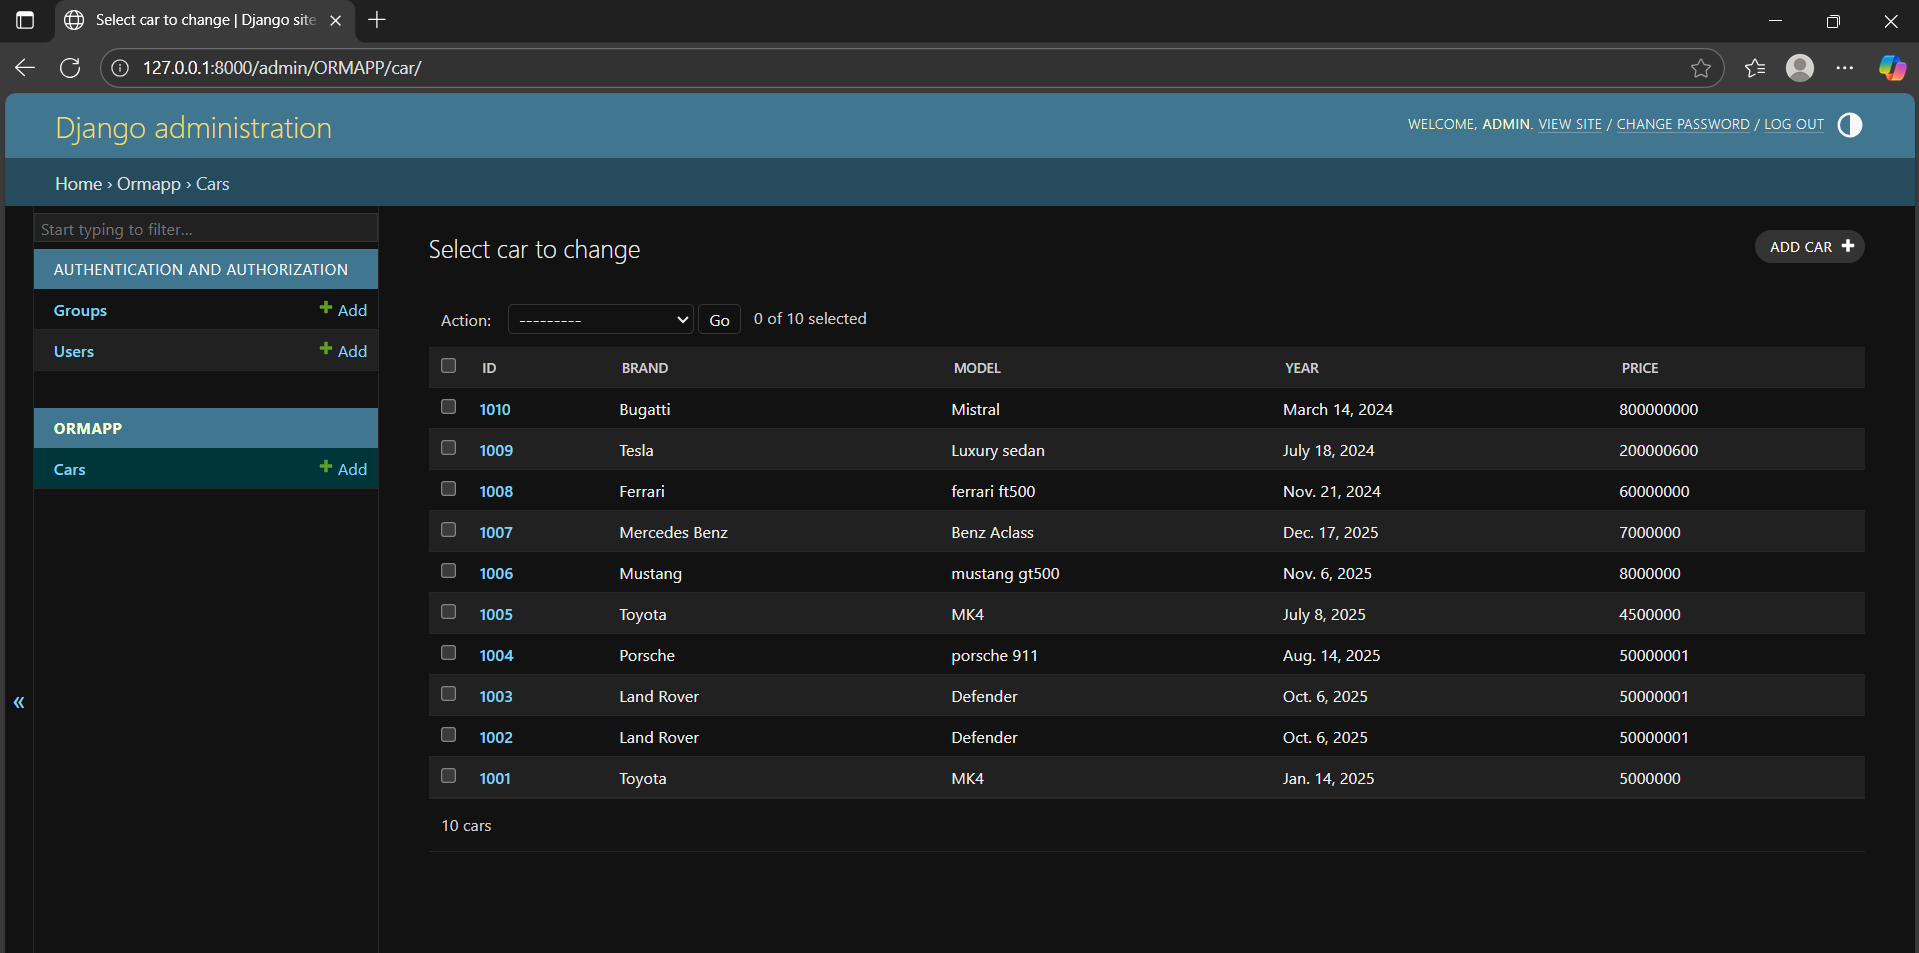 Select car to change | Django site
127.0.0.1:8000/admin/ORMAPP/car/
Django administration
WELCOME, ADMIN. VIEW SITE / CHANGE PASSWORD / LOG OUT
Home › Ormapp › Cars
Start typing to filter...
AUTHENTICATION AND AUTHORIZATION
Groups Add
Users Add
ORMAPP
Cars Add
«
Select car to change
ADD CAR
Action: --------- Go 0 of 10 selected
ID BRAND MODEL YEAR PRICE
1010 Bugatti Mistral March 14, 2024 800000000
1009 Tesla Luxury sedan July 18, 2024 200000600
1008 Ferrari ferrari ft500 Nov. 21, 2024 60000000
1007 Mercedes Benz Benz Aclass Dec. 17, 2025 7000000
1006 Mustang mustang gt500 Nov. 6, 2025 8000000
1005 Toyota MK4 July 8, 2025 4500000
1004 Porsche porsche 911 Aug. 14, 2025 50000001
1003 Land Rover Defender Oct. 6, 2025 50000001
1002 Land Rover Defender Oct. 6, 2025 50000001
1001 Toyota MK4 Jan. 14, 2025 5000000
10 cars